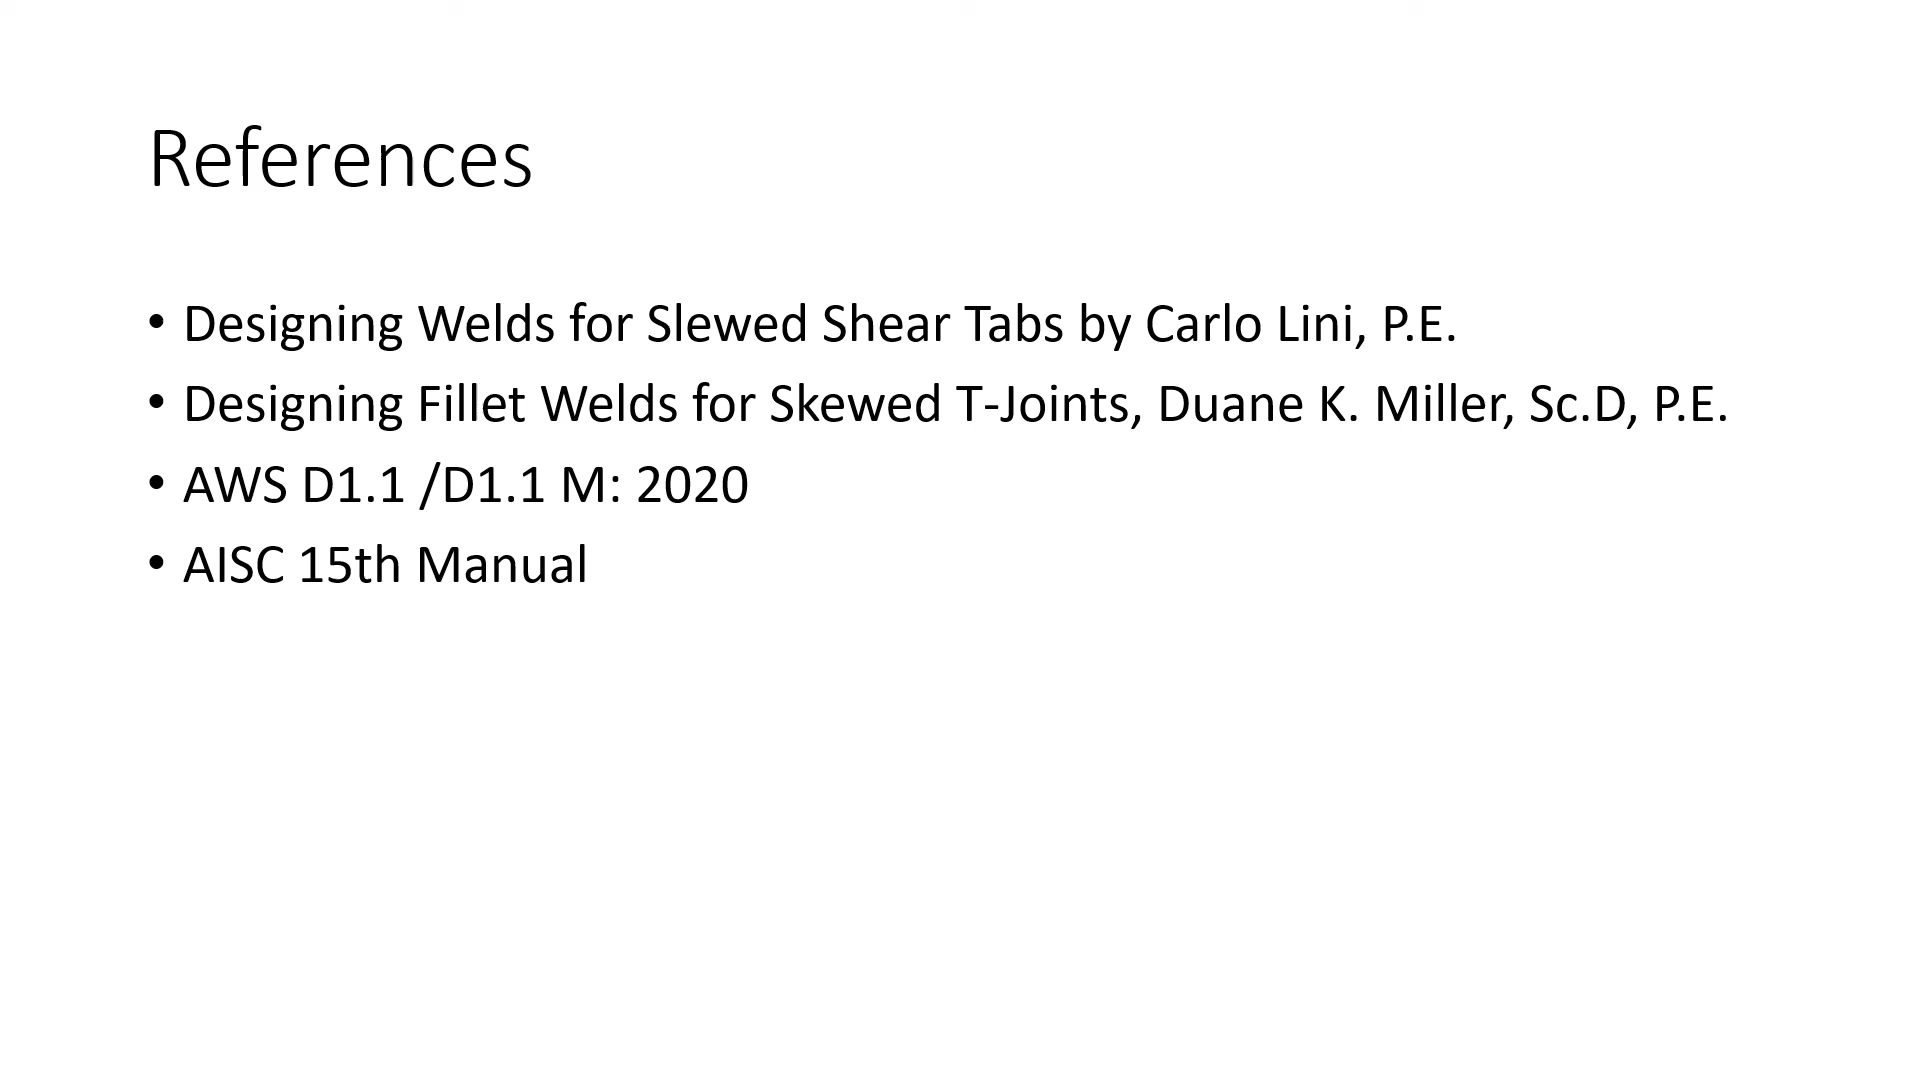 References
• Designing Welds for Slewed Shear Tabs by Carlo Lini, P.E.
• Designing Fillet Welds for Skewed T-Joints, Duane K. Miller, Sc.D, P.E.
• AWS D1.1 /D1.1 M: 2020
• AISC 15th Manual